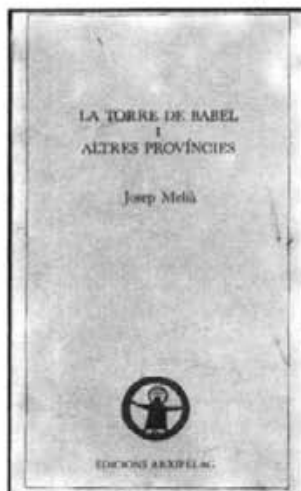 LA TORRE DE BABEL
I
ALTRES PROVÍNCIES
Josep Melià
EDICIONS ARXIPÈLAG